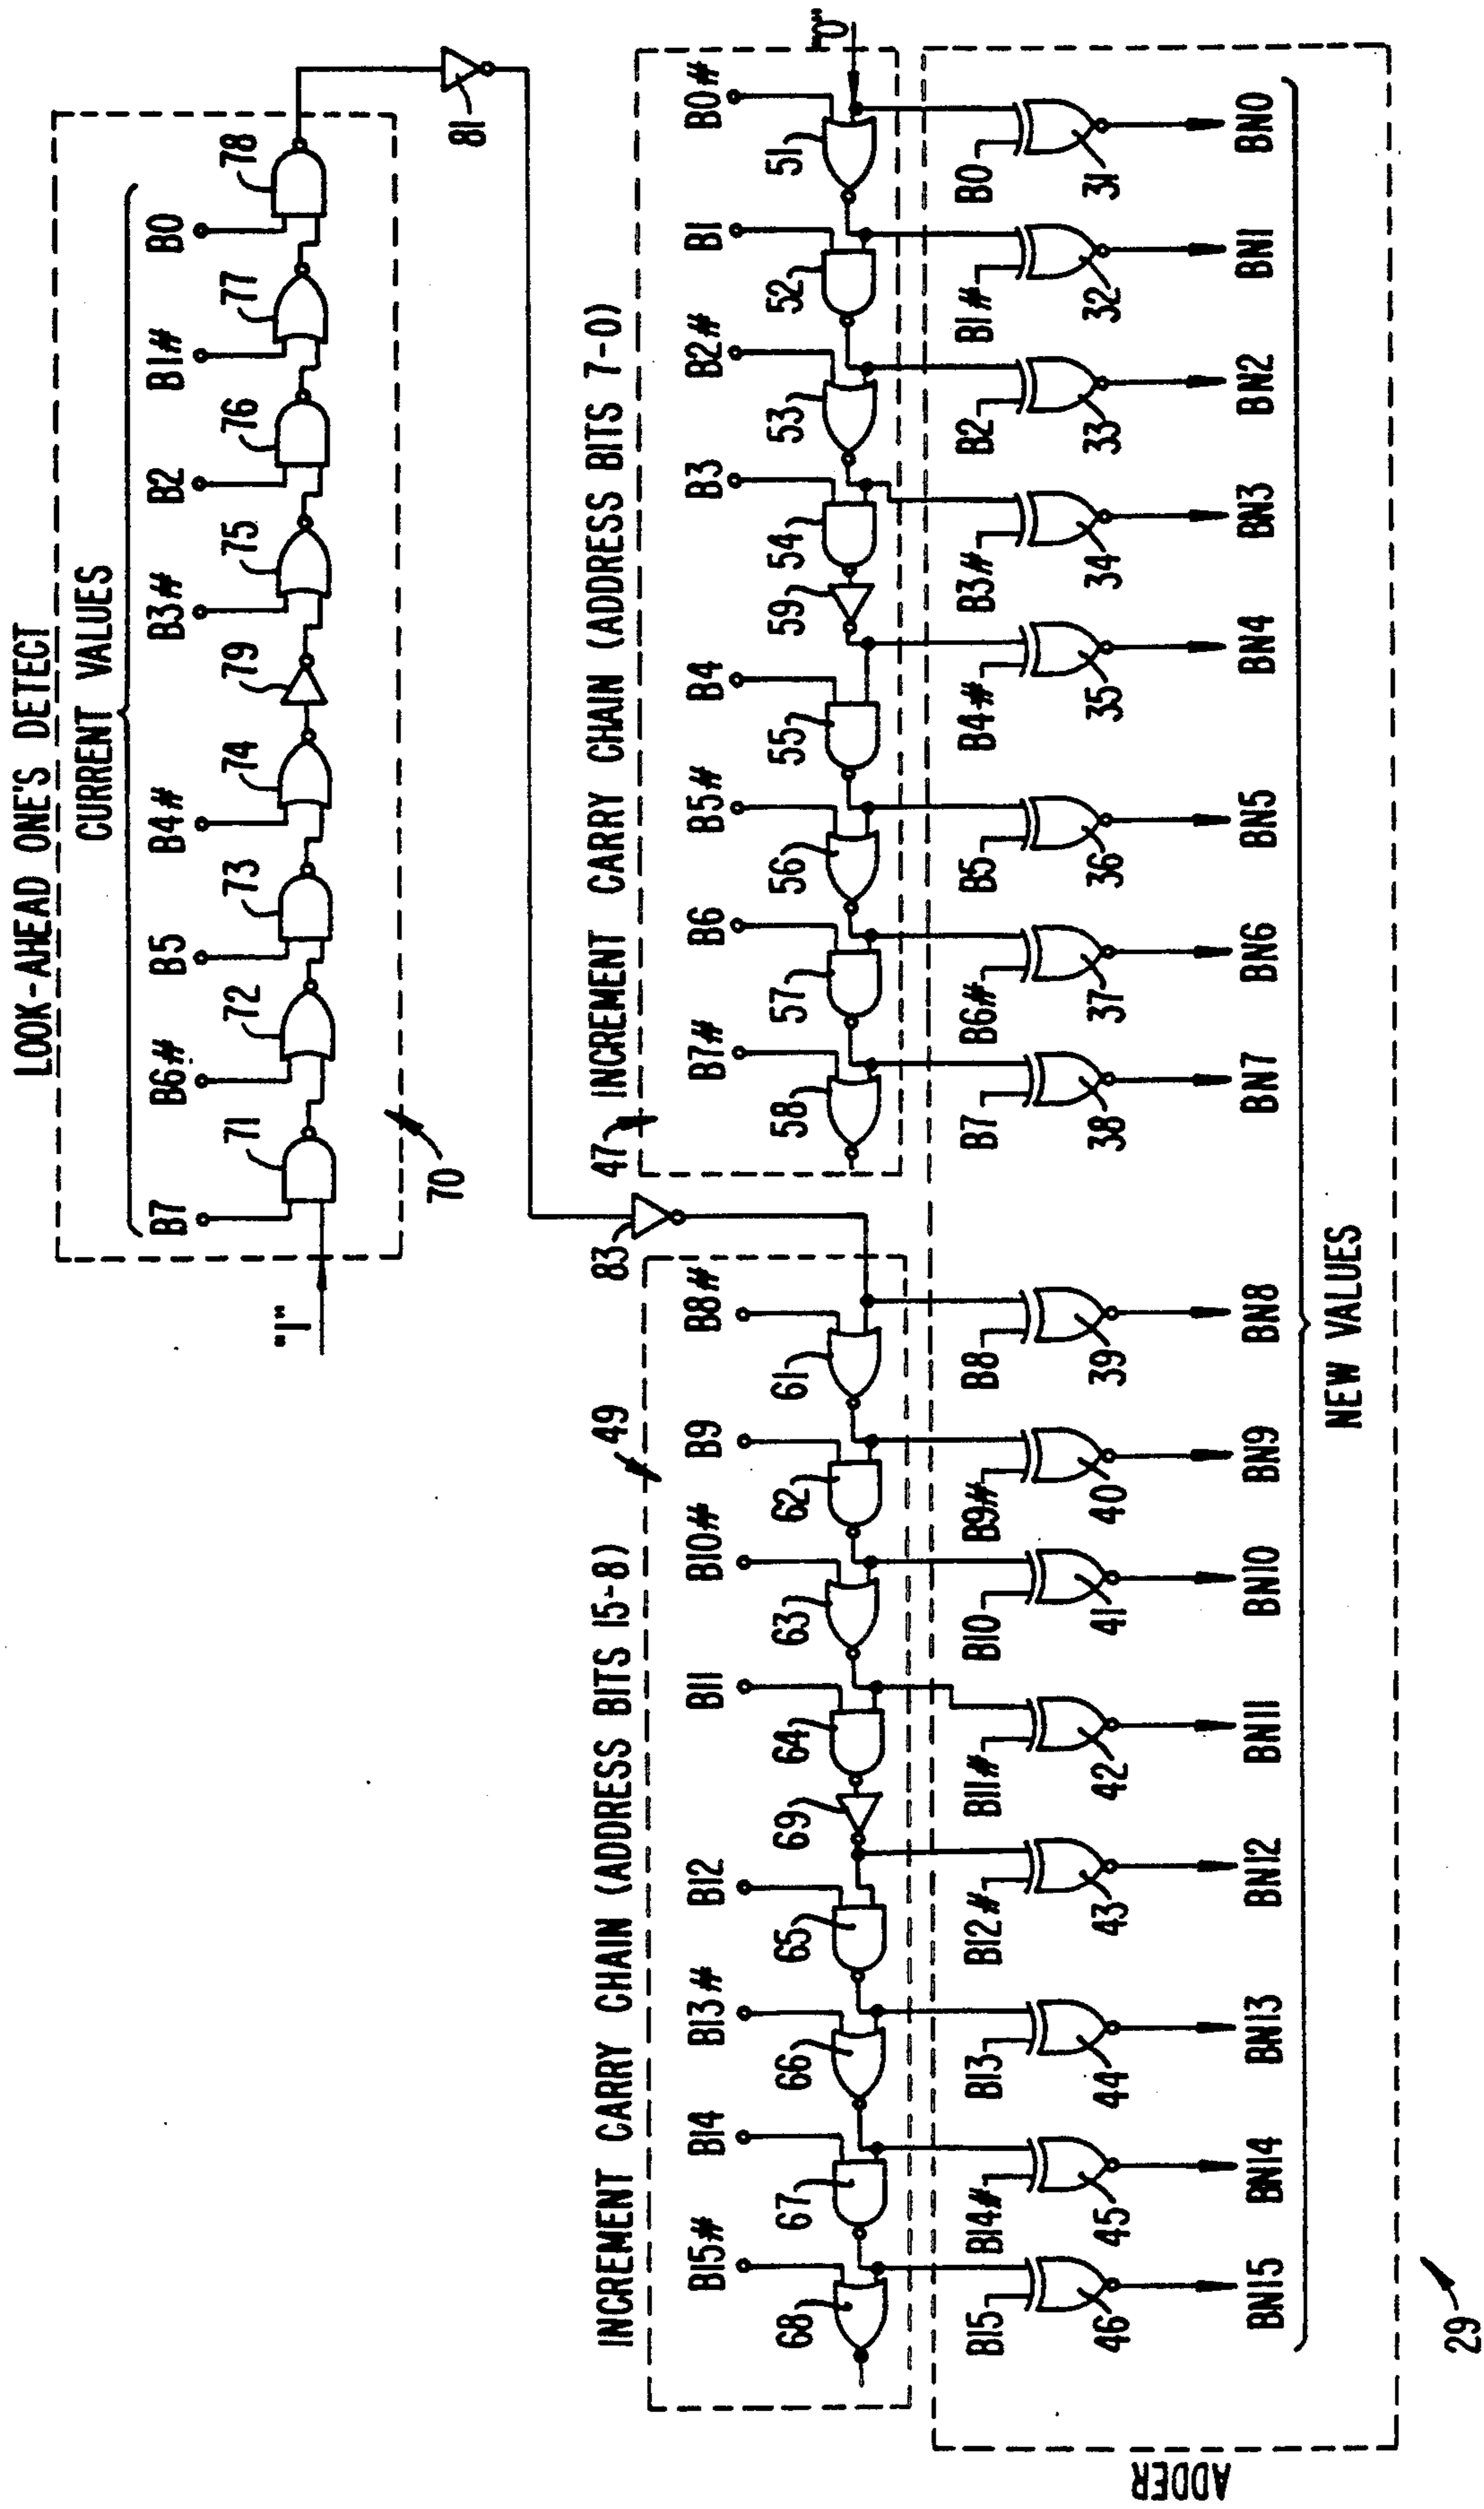 LOOK-AHEAD ONE'S DETECT
CURRENT VALUES
B7 B6# B5 B4# B3# B2 B1# B0
71 72 73 74 79 75 76 77 78
"1"
70
81
83
INCREMENT CARRY CHAIN (ADDRESS BITS 15-8)
49
INCREMENT CARRY CHAIN (ADDRESS BITS 7-0)
47
B15# B14 B13# B12 B11 B10# B9 B8# B7# B6 B5# B4 B3 B2# B1 B0#
"0"
68 67 66 65 69 64 63 62 61 58 57 56 55 59 54 53 52 51
B15 B14# B13 B12# B11# B10 B9# B8 B7 B6# B5 B4# B3# B2 B1# B0
46 45 44 43 42 41 40 39 38 37 36 35 34 33 32 31
BN15 BN14 BN13 BN12 BN11 BN10 BN9 BN8 BN7 BN6 BN5 BN4 BN3 BN2 BN1 BN0
NEW VALUES
ADDER
29